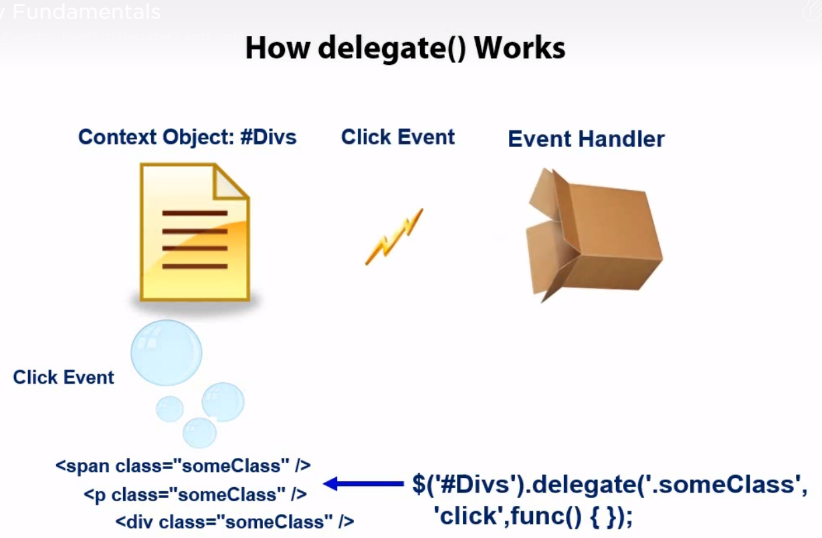 y Fundamentals
How delegate() Works
Context Object: #Divs
Click Event
Event Handler
Click Event
<span class="someClass" />
<p class="someClass" />
<div class="someClass" />
$('#Divs').delegate('.someClass',
'click',func() { });